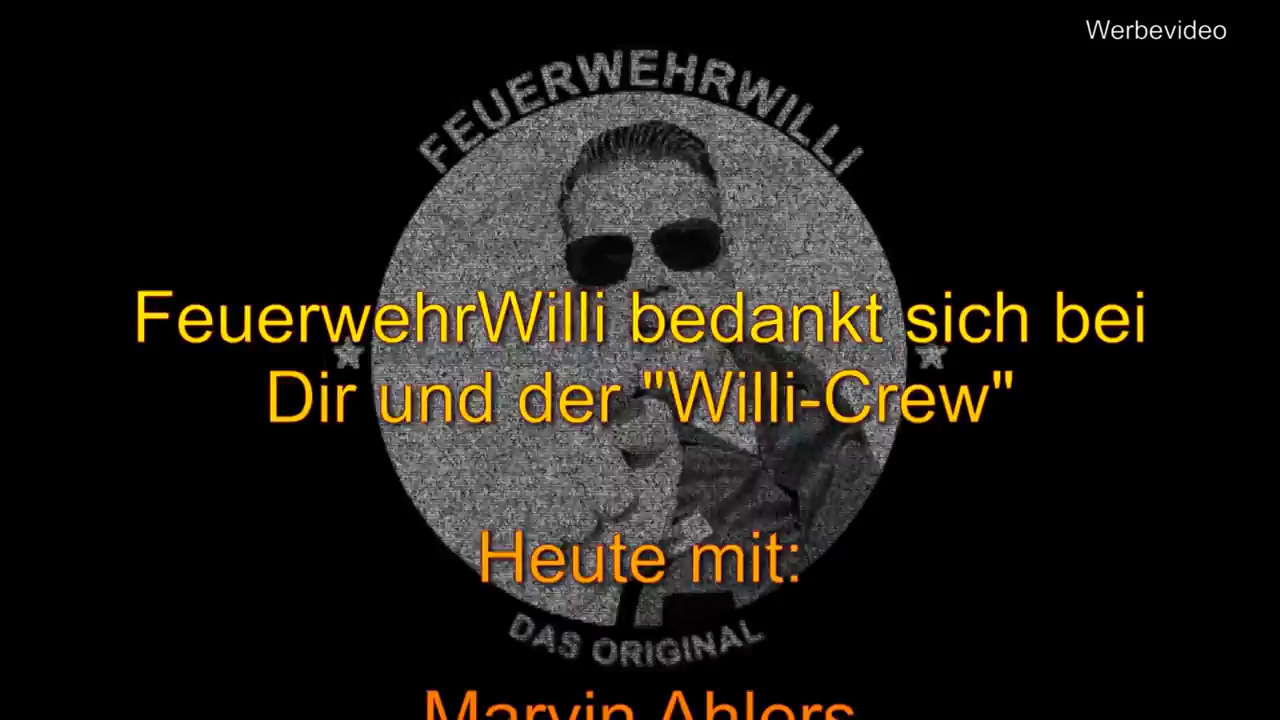 Werbevideo
FEUERWEHRWILLI
FeuerwehrWilli bedankt sich bei
Dir und der "Willi-Crew"
Heute mit:
DAS ORIGINAL
Marvin Ahlers